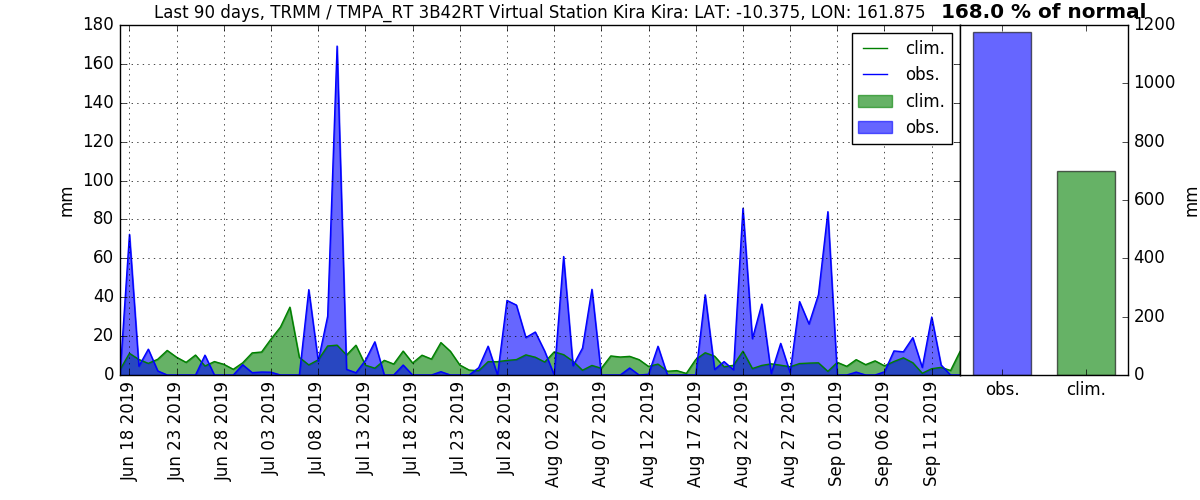 Last 90 days, TRMM / TMPA_RT 3B42RT Virtual Station Kira Kira: LAT: -10.375, LON: 161.875
168.0 % of normal
180
160
140
120
100
80
60
40
20
0
mm
clim.
obs.
clim.
obs.
Jun 18 2019
Jun 23 2019
Jun 28 2019
Jul 03 2019
Jul 08 2019
Jul 13 2019
Jul 18 2019
Jul 23 2019
Jul 28 2019
Aug 02 2019
Aug 07 2019
Aug 12 2019
Aug 17 2019
Aug 22 2019
Aug 27 2019
Sep 01 2019
Sep 06 2019
Sep 11 2019
1200
1000
800
600
400
200
0
mm
obs.
clim.